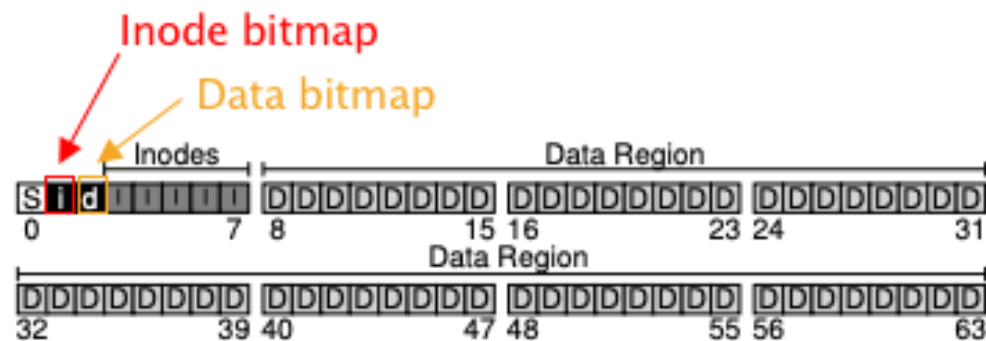 Inode bitmap
Data bitmap
Inodes Data Region
S i d I I I I I D D D D D D D D D D D D D D D D D D D D D D D D
0 7 8 15 16 23 24 31
Data Region
D D D D D D D D D D D D D D D D D D D D D D D D D D D D D D D D
32 39 40 47 48 55 56 63